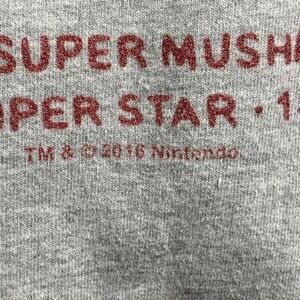 SUPER MUSH
PER STAR · 1
TM & © 2016 Nintendo.